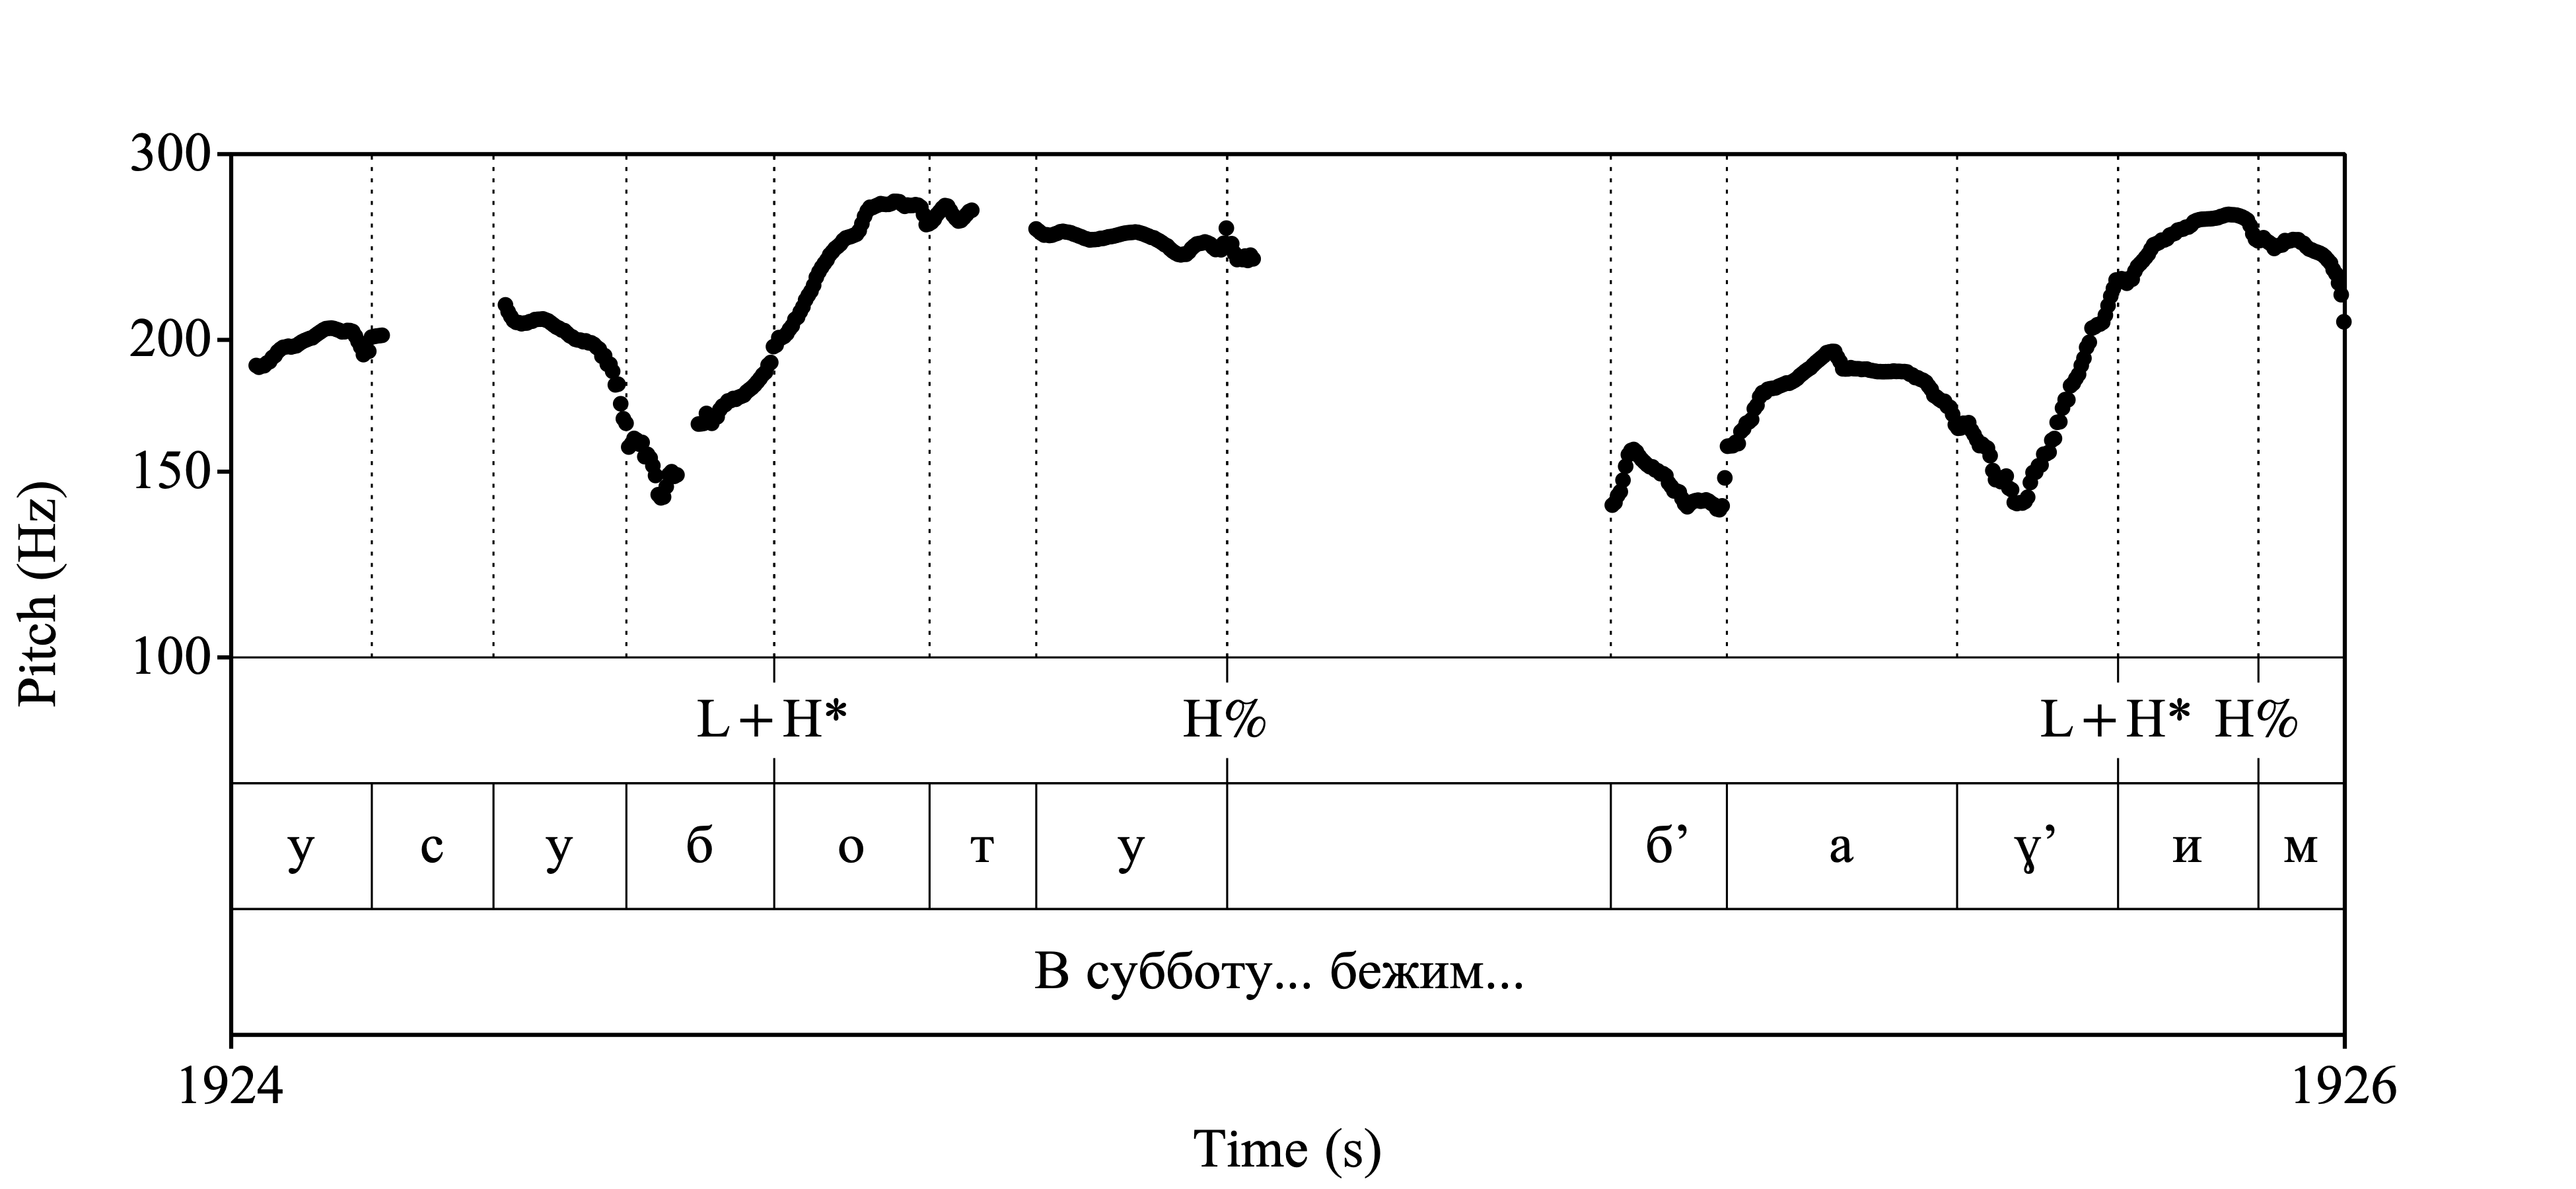 300
200
150
100
Pitch (Hz)
L+H* H% L+H* H%
у с у б о т у б’ а ɣ’ и м
В субботу... бежим...
1924 1926
Time (s)